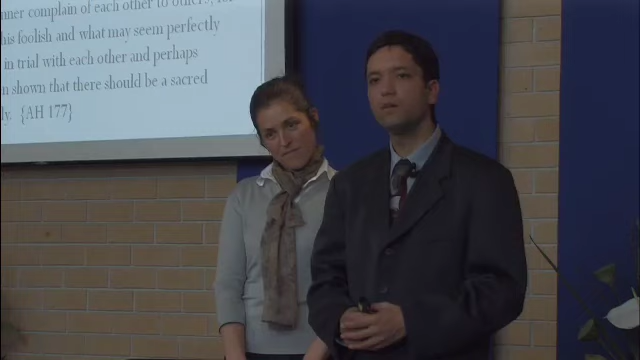 nner complain of each other to others, for
his foolish and what may seem perfectly
in trial with each other and perhaps
n shown that there should be a sacred
ly. {AH 177}